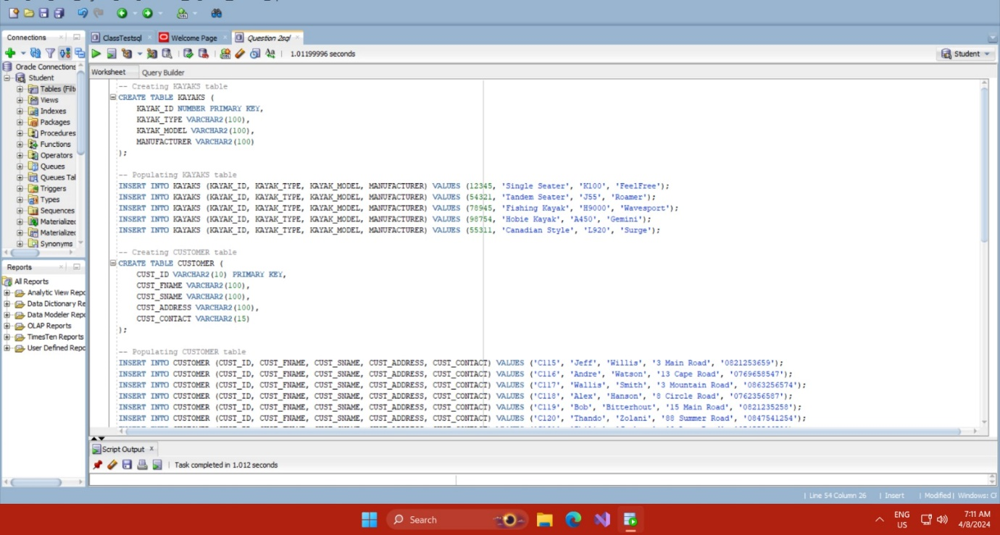 Connections
ClassTestsql
Welcome Page
Question 2sql
1.01199996 seconds
Student
Oracle Connections
Student
Tables (Filt
Views
Indexes
Packages
Procedures
Functions
Operators
Queues
Queues Tal
Triggers
Types
Sequences
Materialized
Materialized
Synonyms
Reports
All Reports
Analytic View Repo
Data Dictionary Re
Data Modeler Repo
OLAP Reports
TimesTen Reports
User Defined Repo
Worksheet
Query Builder
-- Creating KAYAKS table
CREATE TABLE KAYAKS (
KAYAK_ID NUMBER PRIMARY KEY,
KAYAK_TYPE VARCHAR2(100),
KAYAK_MODEL VARCHAR2(100),
MANUFACTURER VARCHAR2(100)
);
-- Populating KAYAKS table
INSERT INTO KAYAKS (KAYAK_ID, KAYAK_TYPE, KAYAK_MODEL, MANUFACTURER) VALUES (12345, 'Single Seater', 'K100', 'FeelFree');
INSERT INTO KAYAKS (KAYAK_ID, KAYAK_TYPE, KAYAK_MODEL, MANUFACTURER) VALUES (54321, 'Tandem Seater', 'J55', 'Roamer');
INSERT INTO KAYAKS (KAYAK_ID, KAYAK_TYPE, KAYAK_MODEL, MANUFACTURER) VALUES (78945, 'Fishing Kayak', 'H9000', 'Wavesport');
INSERT INTO KAYAKS (KAYAK_ID, KAYAK_TYPE, KAYAK_MODEL, MANUFACTURER) VALUES (98754, 'Hobie Kayak', 'A450', 'Gemini');
INSERT INTO KAYAKS (KAYAK_ID, KAYAK_TYPE, KAYAK_MODEL, MANUFACTURER) VALUES (55311, 'Canadian Style', 'L920', 'Surge');
-- Creating CUSTOMER table
CREATE TABLE CUSTOMER (
CUST_ID VARCHAR2(10) PRIMARY KEY,
CUST_FNAME VARCHAR2(100),
CUST_SNAME VARCHAR2(100),
CUST_ADDRESS VARCHAR2(100),
CUST_CONTACT VARCHAR2(15)
);
-- Populating CUSTOMER table
INSERT INTO CUSTOMER (CUST_ID, CUST_FNAME, CUST_SNAME, CUST_ADDRESS, CUST_CONTACT) VALUES ('C115', 'Jeff', 'Willis', '3 Main Road', '0821253659');
INSERT INTO CUSTOMER (CUST_ID, CUST_FNAME, CUST_SNAME, CUST_ADDRESS, CUST_CONTACT) VALUES ('C116', 'Andre', 'Watson', '13 Cape Road', '0769658547');
INSERT INTO CUSTOMER (CUST_ID, CUST_FNAME, CUST_SNAME, CUST_ADDRESS, CUST_CONTACT) VALUES ('C117', 'Wallis', 'Smith', '3 Mountain Road', '0863256574');
INSERT INTO CUSTOMER (CUST_ID, CUST_FNAME, CUST_SNAME, CUST_ADDRESS, CUST_CONTACT) VALUES ('C118', 'Alex', 'Hanson', '8 Circle Road', '0762356587');
INSERT INTO CUSTOMER (CUST_ID, CUST_FNAME, CUST_SNAME, CUST_ADDRESS, CUST_CONTACT) VALUES ('C119', 'Bob', 'Bitterhout', '15 Main Road', '0821235258');
INSERT INTO CUSTOMER (CUST_ID, CUST_FNAME, CUST_SNAME, CUST_ADDRESS, CUST_CONTACT) VALUES ('C120', 'Thando', 'Zolani', '88 Summer Road', '0847541254');
Script Output
Task completed in 1.012 seconds
Line 54 Column 26 | Insert | Modified | Windows: CF
Search
ENG
US
7:11 AM
4/8/2024